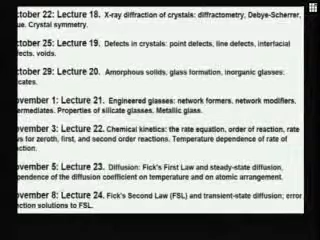 ctober 22: Lecture 18. X-ray diffraction of crystals: diffractometry, Debye-Scherrer,
ue. Crystal symmetry.
ctober 25: Lecture 19. Defects in crystals: point defects, line defects, interfacial
fects, voids.
ctober 29: Lecture 20. Amorphous solids, glass formation, inorganic glasses:
icates.
ovember 1: Lecture 21. Engineered glasses: network formers, network modifiers,
ermediates. Properties of silicate glasses. Metallic glass.
ovember 3: Lecture 22. Chemical kinetics: the rate equation, order of reaction, rate
ws for zeroth, first, and second order reactions. Temperature dependence of rate of
action.
ovember 5: Lecture 23. Diffusion: Fick's First Law and steady-state diffusion,
pendence of the diffusion coefficient on temperature and on atomic arrangement.
ovember 8: Lecture 24. Fick's Second Law (FSL) and transient-state diffusion; error
nction solutions to FSL.